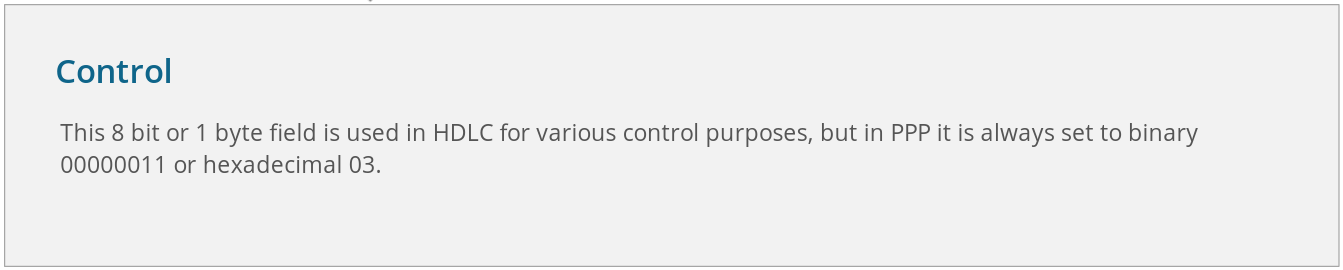 Control
This 8 bit or 1 byte field is used in HDLC for various control purposes, but in PPP it is always set to binary
00000011 or hexadecimal 03.